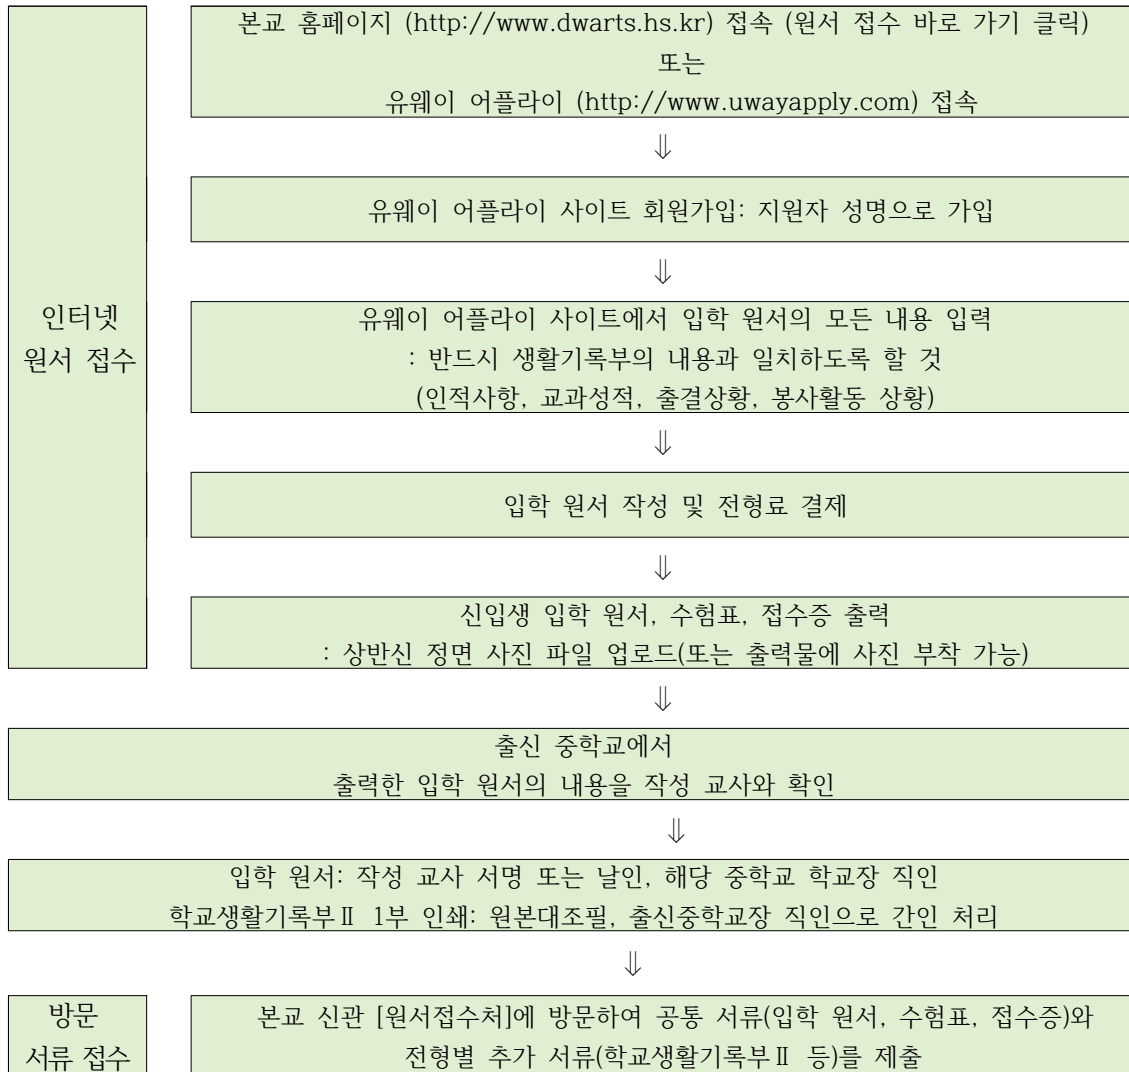 본교 홈페이지 (http://www.dwarts.hs.kr) 접속 (원서 접수 바로 가기 클릭)
또는
유웨이 어플라이 (http://www.uwayapply.com) 접속
⇓
유웨이 어플라이 사이트 회원가입: 지원자 성명으로 가입
⇓
인터넷
원서 접수
유웨이 어플라이 사이트에서 입학 원서의 모든 내용 입력
: 반드시 생활기록부의 내용과 일치하도록 할 것
(인적사항, 교과성적, 출결상황, 봉사활동 상황)
⇓
입학 원서 작성 및 전형료 결제
⇓
신입생 입학 원서, 수험표, 접수증 출력
: 상반신 정면 사진 파일 업로드(또는 출력물에 사진 부착 가능)
⇓
출신 중학교에서
출력한 입학 원서의 내용을 작성 교사와 확인
⇓
입학 원서: 작성 교사 서명 또는 날인, 해당 중학교 학교장 직인
학교생활기록부Ⅱ 1부 인쇄: 원본대조필, 출신중학교장 직인으로 간인 처리
⇓
방문
서류 접수
본교 신관 [원서접수처]에 방문하여 공통 서류(입학 원서, 수험표, 접수증)와
전형별 추가 서류(학교생활기록부Ⅱ 등)를 제출